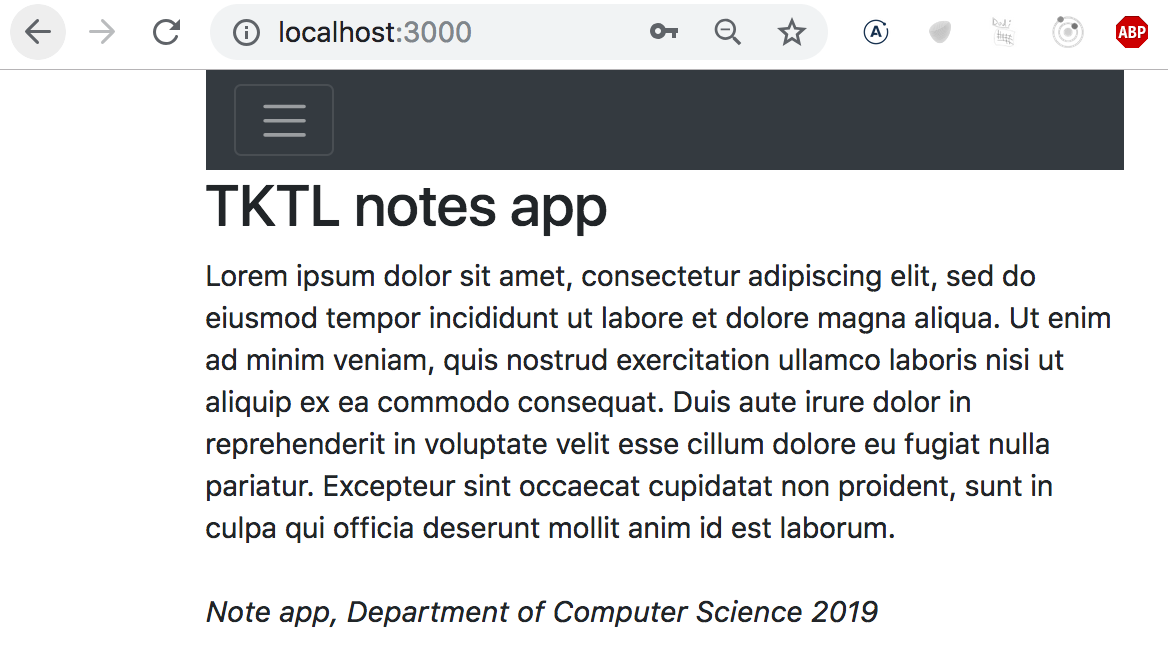 localhost:3000
A
ABP
TKTL notes app
Lorem ipsum dolor sit amet, consectetur adipiscing elit, sed do
eiusmod tempor incididunt ut labore et dolore magna aliqua. Ut enim
ad minim veniam, quis nostrud exercitation ullamco laboris nisi ut
aliquip ex ea commodo consequat. Duis aute irure dolor in
reprehenderit in voluptate velit esse cillum dolore eu fugiat nulla
pariatur. Excepteur sint occaecat cupidatat non proident, sunt in
culpa qui officia deserunt mollit anim id est laborum.
Note app, Department of Computer Science 2019